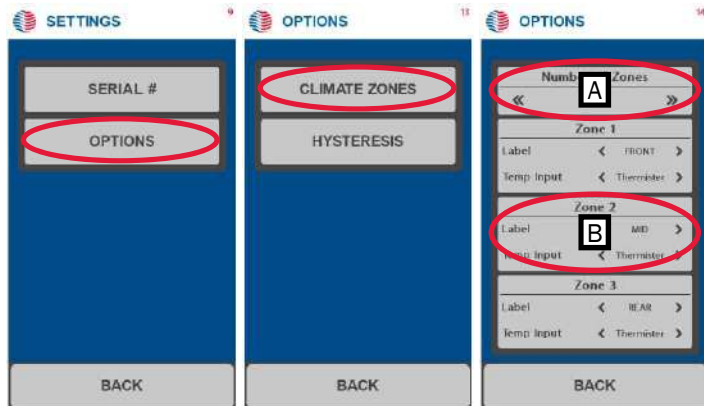 SETTINGS
9
SERIAL #
OPTIONS
BACK
OPTIONS
13
CLIMATE ZONES
HYSTERESIS
BACK
OPTIONS
14
Zones
A
« »
Zone 1
Label < FRONT >
Temp Input < Thermister >
Zone 2
Label MID >
B
Temp Input < Thermister >
Zone 3
Label < REAR >
Temp Input < Thermister >
BACK